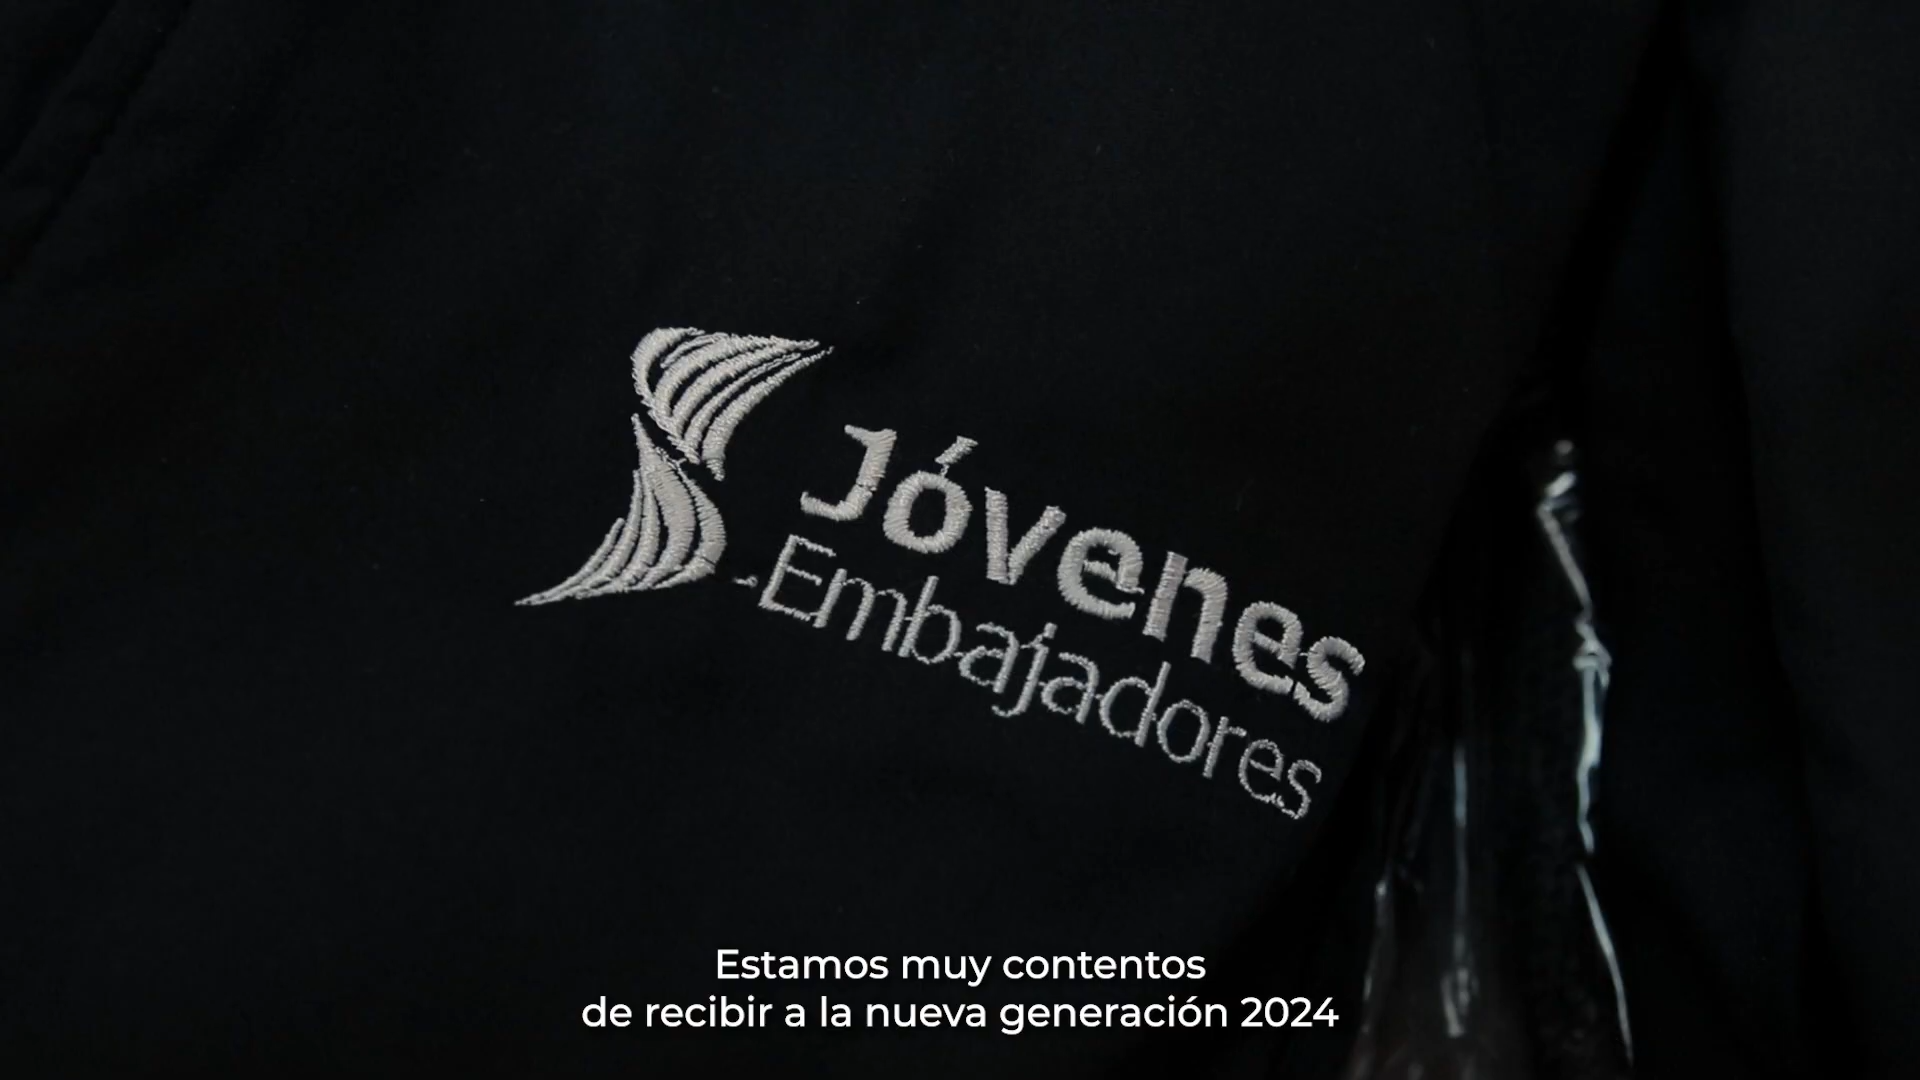 Jóvenes
Embajadores
Estamos muy contentos
de recibir a la nueva generación 2024